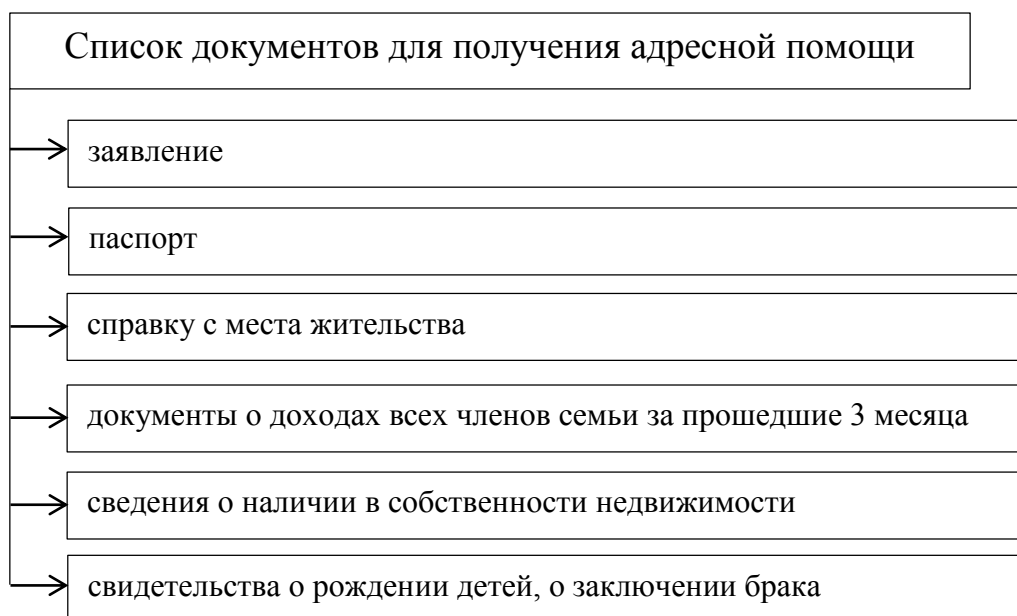 Список документов для получения адресной помощи
заявление
паспорт
справку с места жительства
документы о доходах всех членов семьи за прошедшие 3 месяца
сведения о наличии в собственности недвижимости
свидетельства о рождении детей, о заключении брака